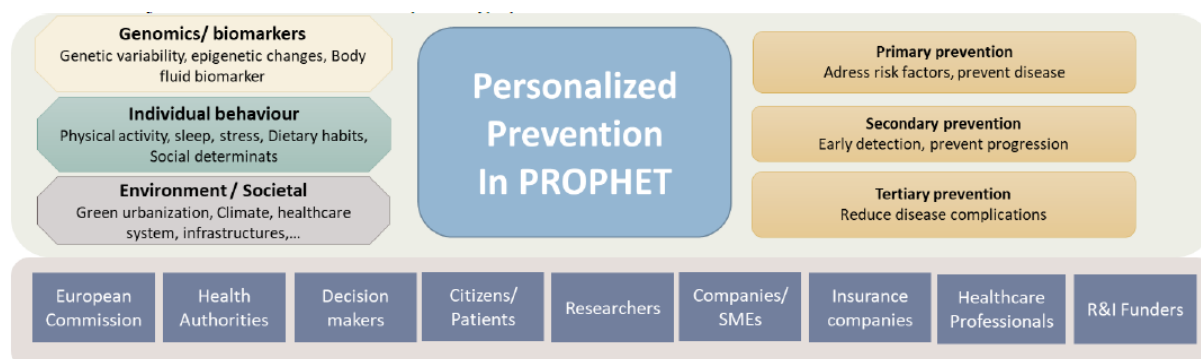 Genomics/ biomarkers
Genetic variability, epigenetic changes, Body
fluid biomarker
Individual behaviour
Physical activity, sleep, stress, Dietary habits,
Social determinats
Environment / Societal
Green urbanization, Climate, healthcare
system, infrastructures,...
Personalized
Prevention
In PROPHET
Primary prevention
Adress risk factors, prevent disease
Secondary prevention
Early detection, prevent progression
Tertiary prevention
Reduce disease complications
European
Commission
Health
Authorities
Decision
makers
Citizens/
Patients
Researchers
Companies/
SMEs
Insurance
companies
Healthcare
Professionals
R&I Funders